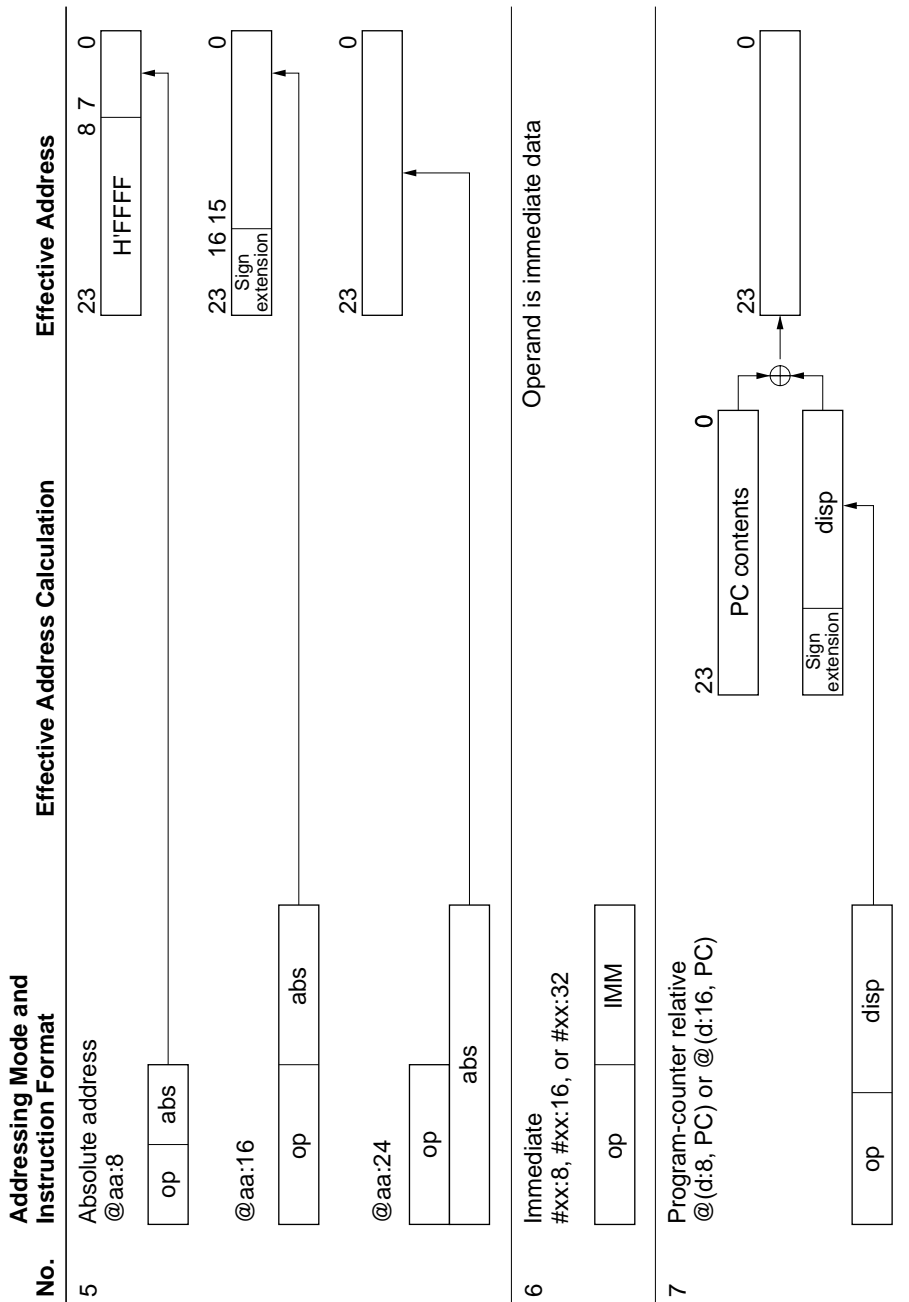 No.
Addressing Mode and
Instruction Format
Effective Address Calculation
Effective Address
5
Absolute address
@aa:8
op
abs
23
8 7
0
H'FFFF
@aa:16
op
abs
23
16 15
0
Sign
extension
@aa:24
op
abs
23
0
6
Immediate
#xx:8, #xx:16, or #xx:32
op
IMM
Operand is immediate data
7
Program-counter relative
@(d:8, PC) or @(d:16, PC)
op
disp
23
0
PC contents
Sign
extension
disp
23
0